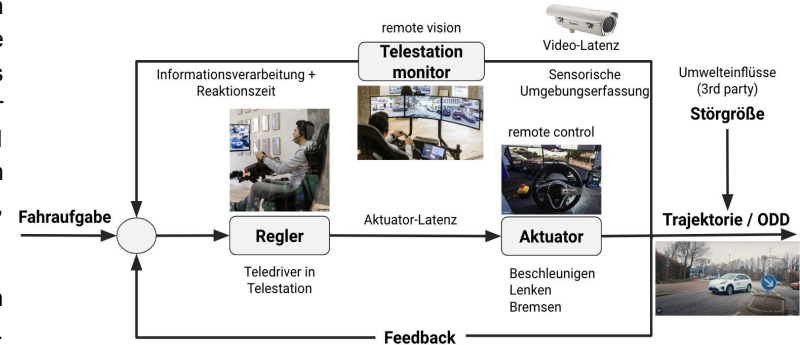 remote vision
Telestation
monitor
Video-Latenz
Informationsverarbeitung +
Reaktionszeit
Sensorische
Umgebungserfassung
Umwelteinflüsse
(3rd party)
Störgröße
remote control
Fahraufgabe
Regler
Aktuator-Latenz
Aktuator
Trajektorie / ODD
Teledriver in
Telestation
Beschleunigen
Lenken
Bremsen
Feedback